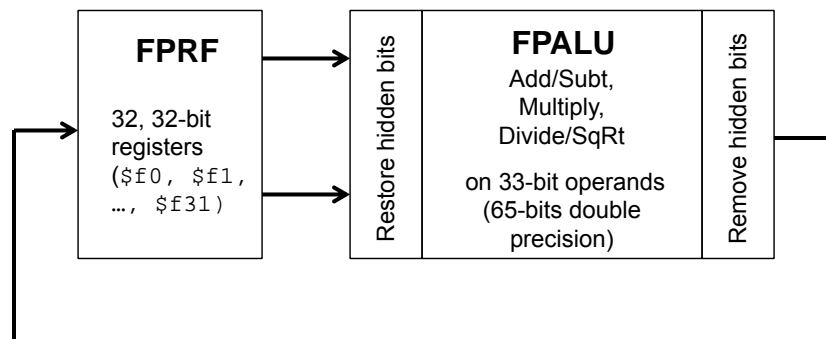 FPRF
32, 32-bit
registers
($f0, $f1,
…, $f31)
Restore hidden bits
FPALU
Add/Subt,
Multiply,
Divide/SqRt
on 33-bit operands
(65-bits double
precision)
Remove hidden bits